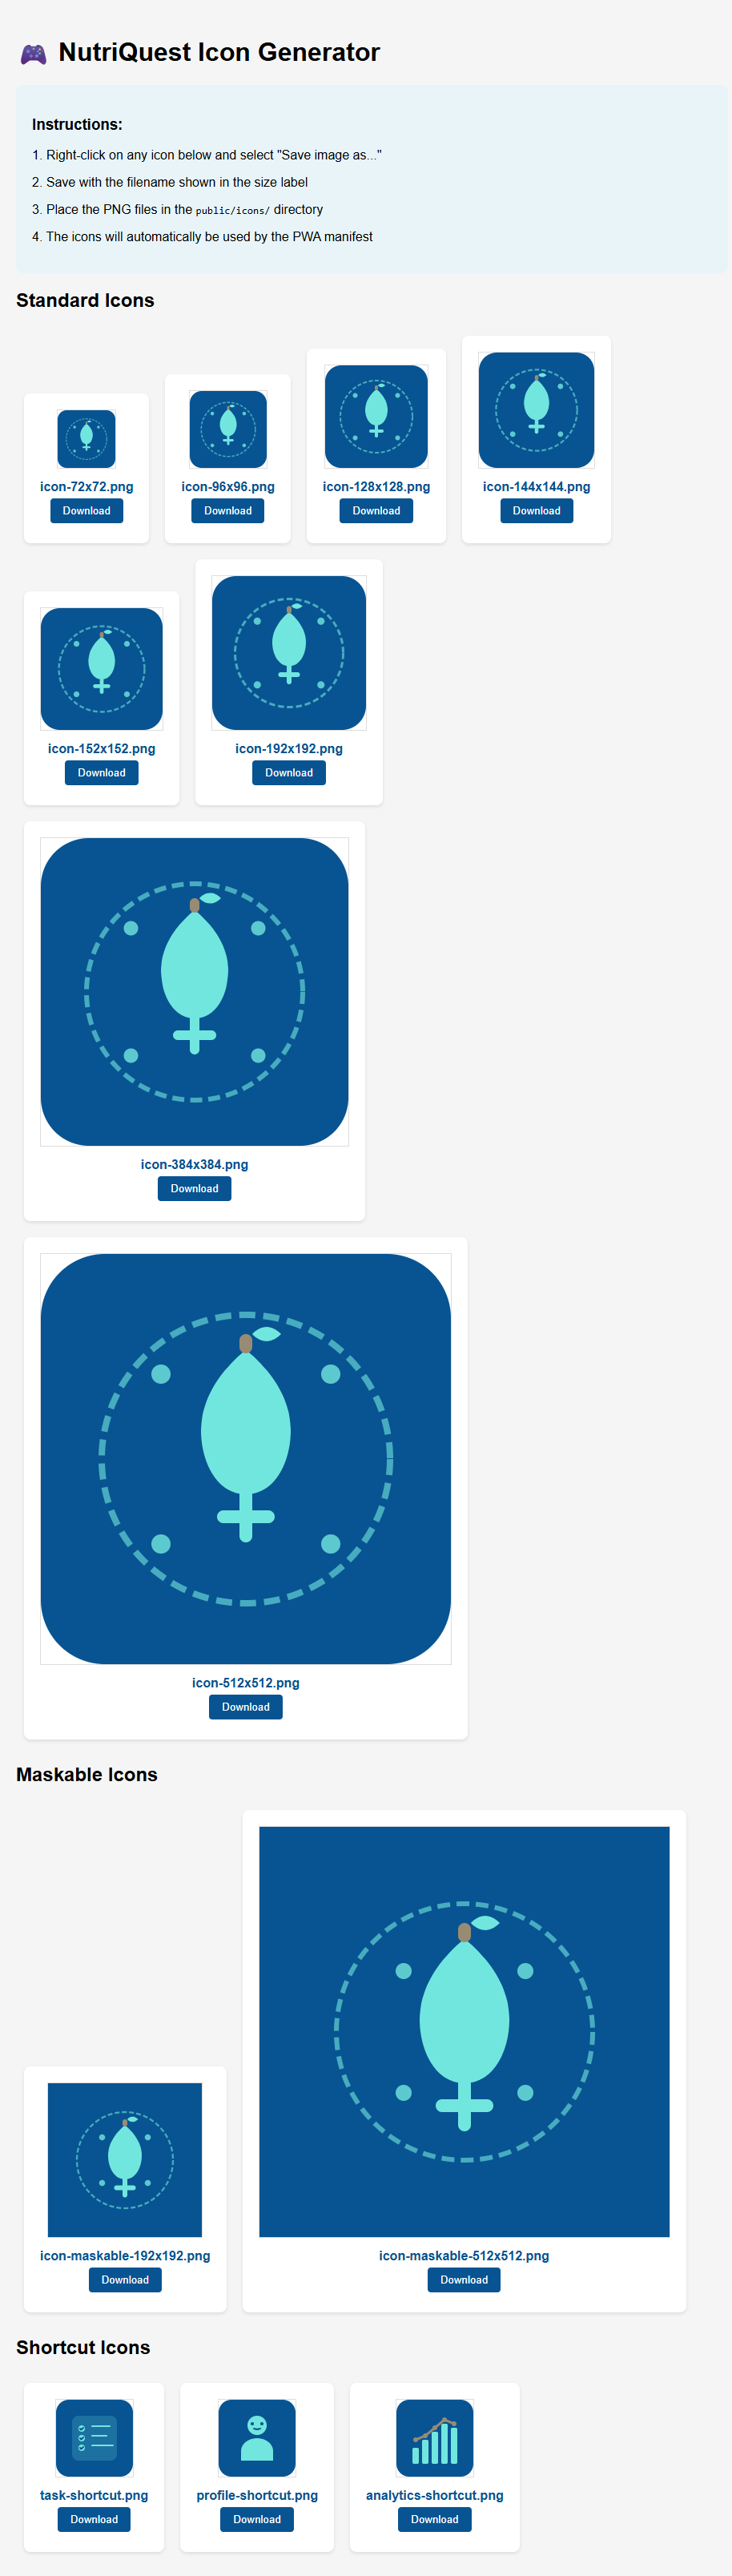 🎮 NutriQuest Icon Generator
Instructions:
1. Right-click on any icon below and select "Save image as..."
2. Save with the filename shown in the size label
3. Place the PNG files in the public/icons/ directory
4. The icons will automatically be used by the PWA manifest
Standard Icons
icon-72x72.png
Download
icon-96x96.png
Download
icon-128x128.png
Download
icon-144x144.png
Download
icon-152x152.png
Download
icon-192x192.png
Download
icon-384x384.png
Download
icon-512x512.png
Download
Maskable Icons
icon-maskable-192x192.png
Download
icon-maskable-512x512.png
Download
Shortcut Icons
task-shortcut.png
Download
profile-shortcut.png
Download
analytics-shortcut.png
Download